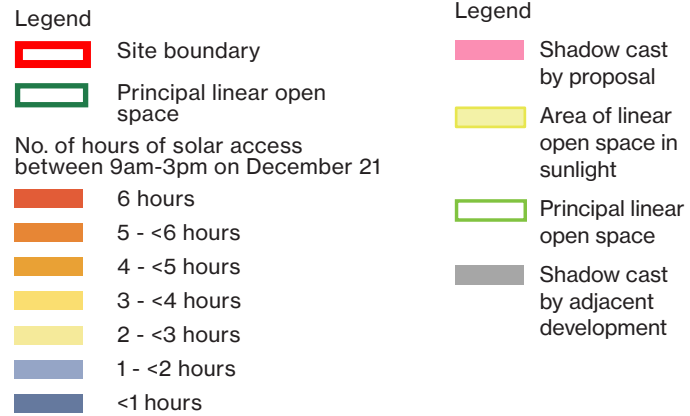 Legend
Site boundary
Principal linear open
space
No. of hours of solar access
between 9am-3pm on December 21
6 hours
5 - <6 hours
4 - <5 hours
3 - <4 hours
2 - <3 hours
1 - <2 hours
<1 hours
Legend
Shadow cast
by proposal
Area of linear
open space in
sunlight
Principal linear
open space
Shadow cast
by adjacent
development